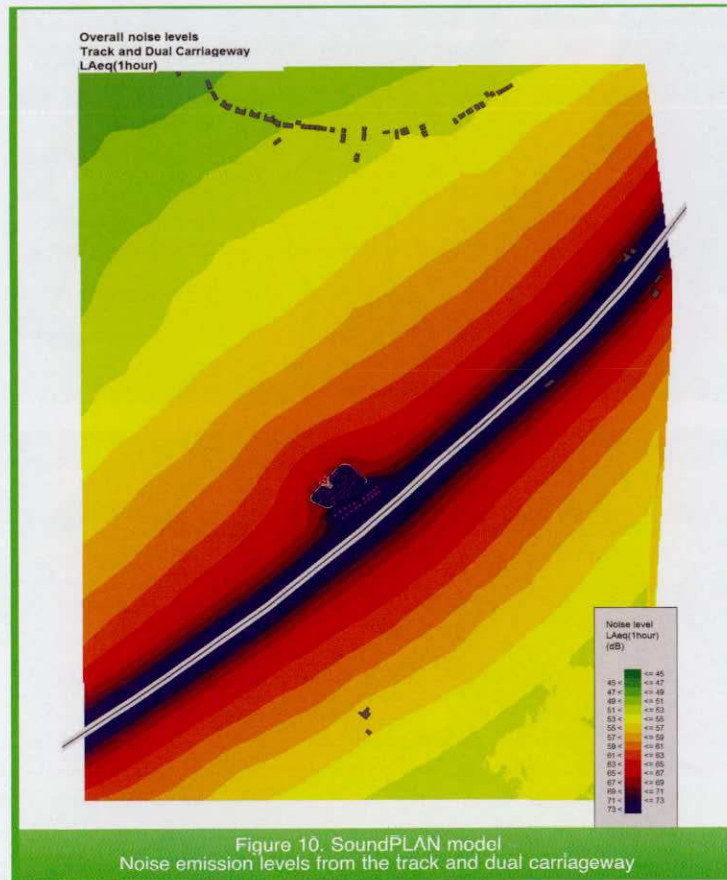 Overall noise levels
Track and Dual Carriageway
LAeq(1hour)
Noise level
LAeq(1hour)
(dB)
<= 45
45 < <= 47
47 < <= 49
49 < <= 51
51 < <= 53
53 < <= 55
55 < <= 57
57 < <= 59
59 < <= 61
61 < <= 63
63 < <= 65
65 < <= 67
67 < <= 69
69 < <= 71
71 < <= 73
73 <
Figure 10. SoundPLAN model
Noise emission levels from the track and dual carriageway